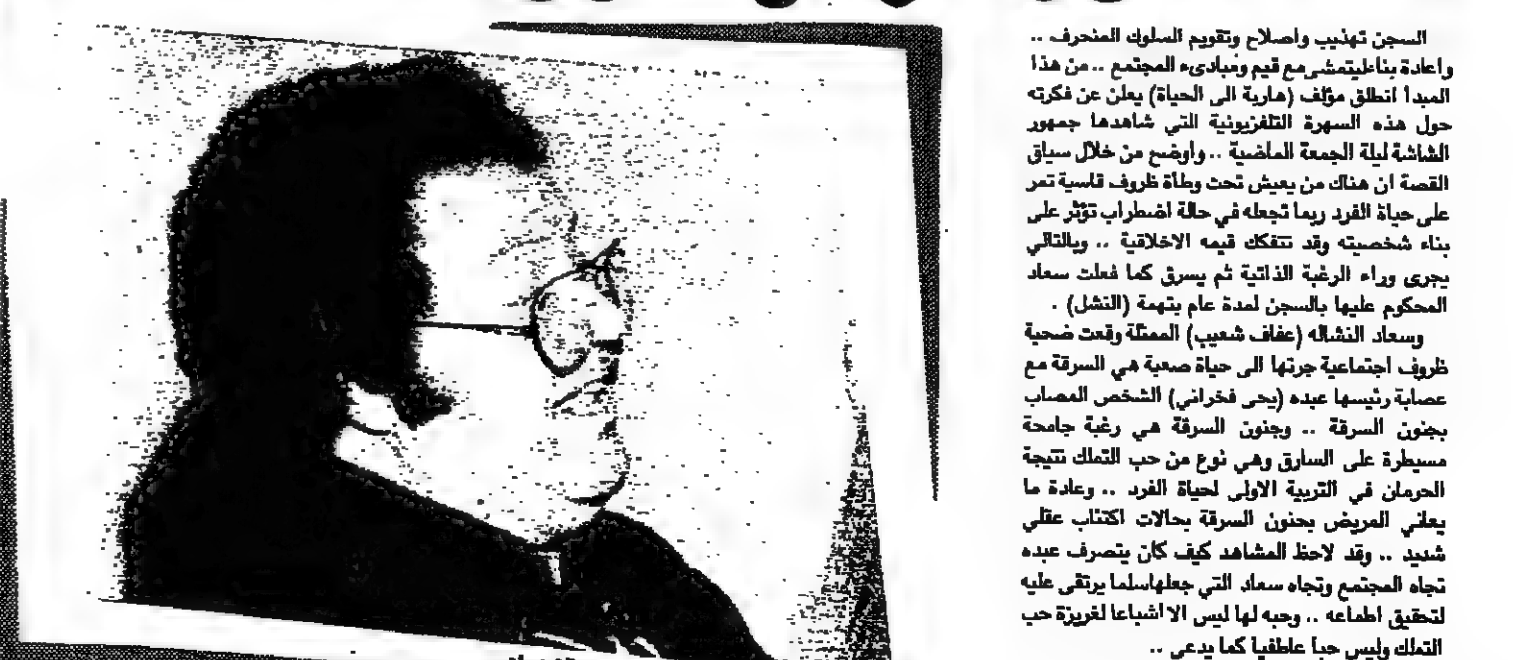 السجن تهذيب واصلاح وتقويم السلوك المنحرف ..
واعادة بناءليتمشى مع قيم ومبادىء المجتمع .. من هذا
المبدأ انطلق مؤلف (هاربة الى الحياة) يعلن عن فكرته
حول هذه السهرة التلفزيونية التي شاهدها جمهور
الشاشة ليلة الجمعة الماضية .. واوضح من خلال سياق
القصة ان هناك من يعيش تحت وطأة ظروف قاسية تمر
على حياة الفرد ربما تجعله في حالة اضطراب تؤثر على
بناء شخصيته وقد تتفكك قيمه الاخلاقية .. وبالتالي
يجرى وراء الرغبة الذاتية ثم يسرق كما فعلت سعاد
المحكوم عليها بالسجن لمدة عام بتهمة (النشل) .
وسعاد النشاله (عفاف شعيب) الممثلة وقعت ضحية
ظروف اجتماعية جرتها الى حياة صعبة هي السرقة مع
عصابة رئيسها عبده (يحى فخراني) الشخص المصاب
بجنون السرقة .. وجنون السرقة هي رغبة جامحة
مسيطرة على السارق وهي نوع من حب التملك نتيجة
الحرمان في التربية الاولى لحياة الفرد .. وعادة ما
يعاني المريض بجنون السرقة بحالات اكتئاب عقلي
شديد .. وقد لاحظ المشاهد كيف كان يتصرف عبده
تجاه المجتمع وتجاه سعاد التي جعلهاسلما يرتقى عليه
لتحقيق اطماعه .. وحبه لها ليس الا اشباعا لغريزة حب
التملك وليس حبا عاطفيا كما يدعي ..